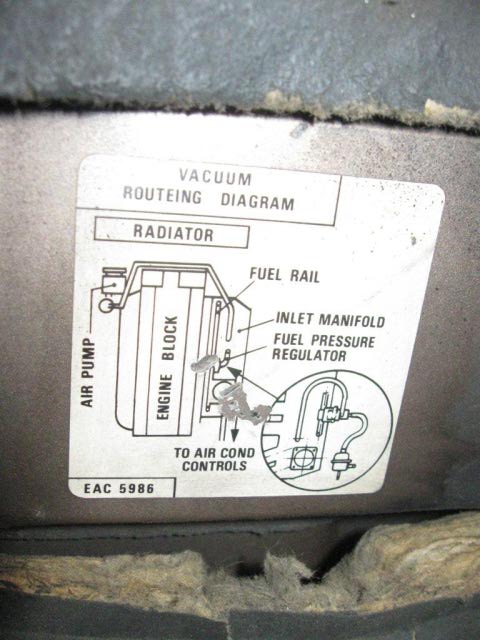 VACUUM
ROUTEING DIAGRAM
RADIATOR
FUEL RAIL
INLET MANIFOLD
FUEL PRESSURE
REGULATOR
AIR PUMP
ENGINE BLOCK
TO AIR COND
CONTROLS
EAC 5986